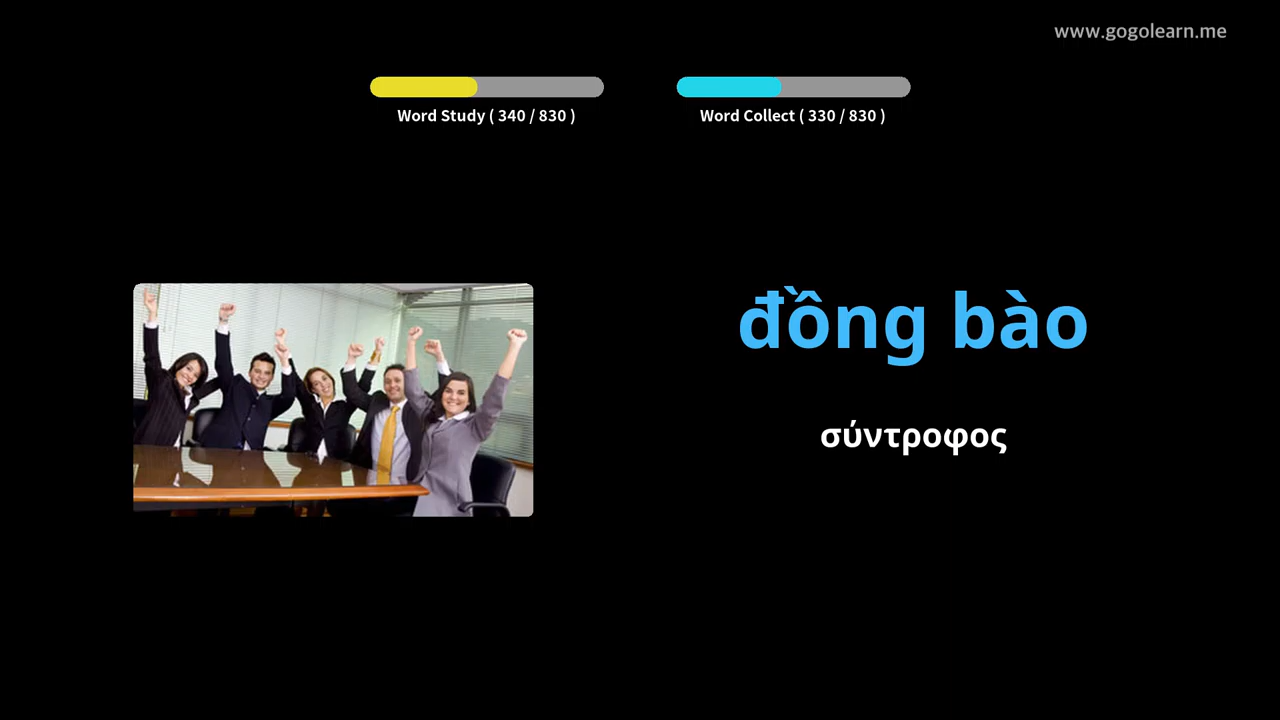 www.gogolearn.me
Word Study ( 340 / 830 )
Word Collect ( 330 / 830 )
đồng bào
σύντροφος